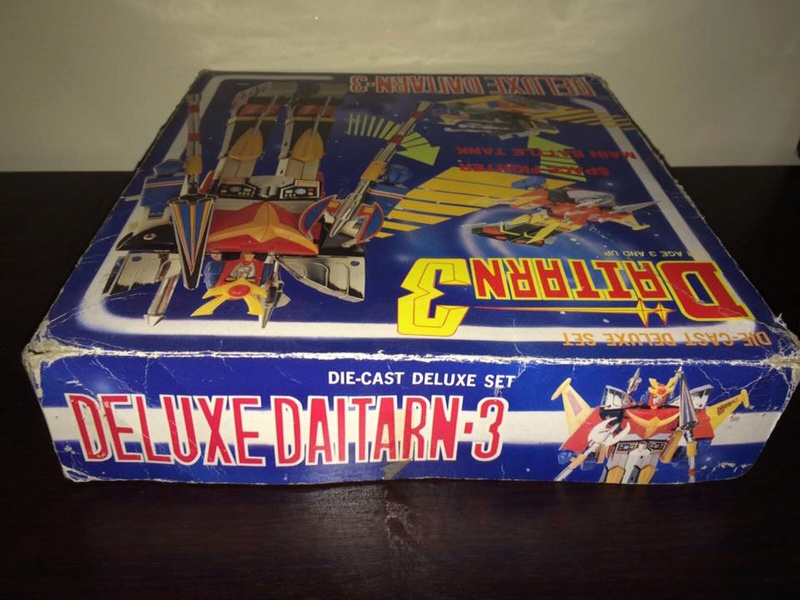 DIE-CAST DELUXE SET
DAITARN 3
AGE 3 AND UP
SPACE FIGHTER
MAIN BATTLE TANK
DELUXE DAITARN·3
DIE-CAST DELUXE SET
DELUXE DAITARN·3